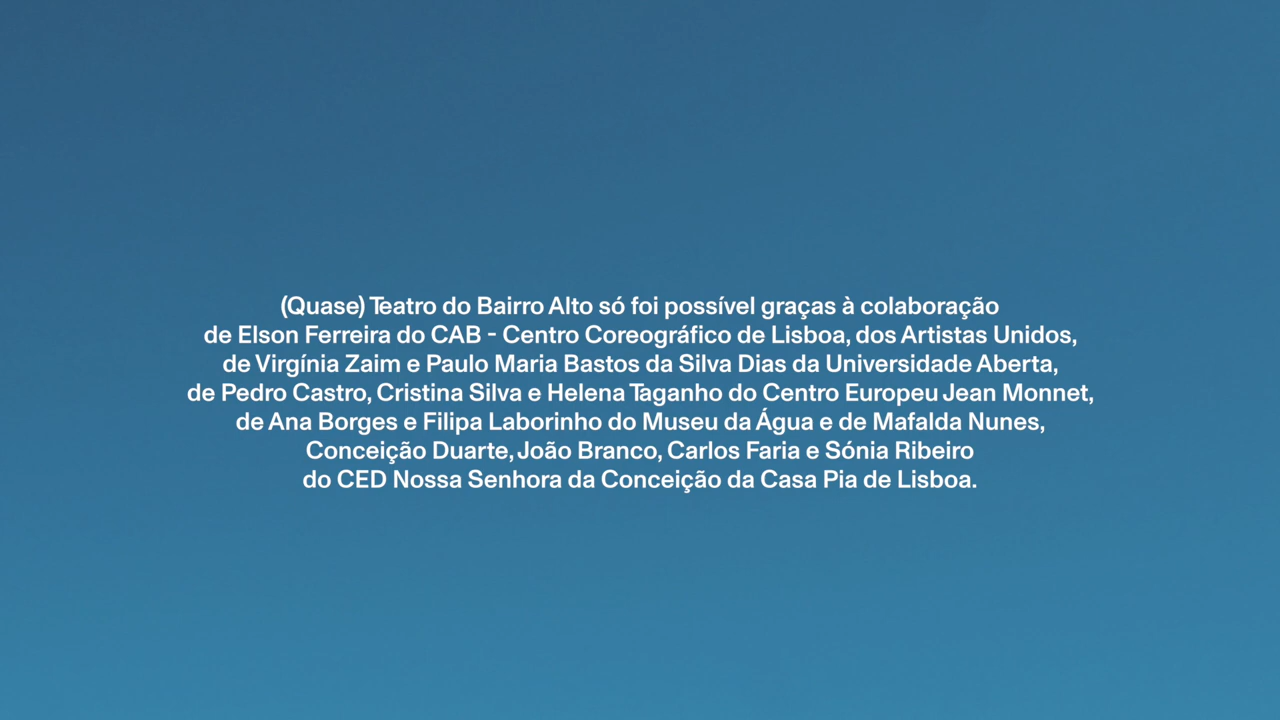 (Quase) Teatro do Bairro Alto só foi possível graças à colaboração
de Elson Ferreira do CAB - Centro Coreográfico de Lisboa, dos Artistas Unidos,
de Virgínia Zaim e Paulo Maria Bastos da Silva Dias da Universidade Aberta,
de Pedro Castro, Cristina Silva e Helena Taganho do Centro Europeu Jean Monnet,
de Ana Borges e Filipa Laborinho do Museu da Água e de Mafalda Nunes,
Conceição Duarte, João Branco, Carlos Faria e Sónia Ribeiro
do CED Nossa Senhora da Conceição da Casa Pia de Lisboa.